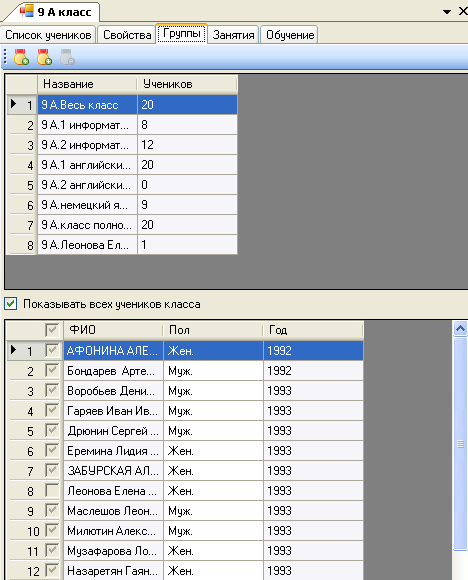 9 А класс
Список учеников Свойства Группы Занятия Обучение
Название Учеников
1 9 А.Весь класс 20
2 9 А.1 информат... 8
3 9 А.2 информат... 12
4 9 А.1 английски... 20
5 9 А.2 английски... 0
6 9 А.немецкий я... 9
7 9 А.класс полно... 20
8 9 А.Леонова Ел... 1
Показывать всех учеников класса
ФИО Пол Год
1 АФОНИНА АЛЕ... Жен. 1992
2 Бондарев Арте... Муж. 1992
3 Воробьев Дени... Муж. 1993
4 Гаряев Иван Ив... Муж. 1993
5 Дрюнин Сергей ... Муж. 1993
6 Еремина Лидия ... Жен. 1993
7 ЗАБУРСКАЯ АЛ... Жен. 1993
8 Леонова Елена ... Жен. 1993
9 Маслешов Леон... Муж. 1993
10 Милютин Алекс... Муж. 1993
11 Музафарова Ло... Жен. 1993
12 Назаретян Гаян... Жен. 1993